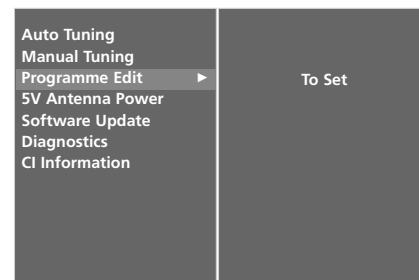 Auto Tuning
Manual Tuning
Programme Edit ►
To Set
5V Antenna Power
Software Update
Diagnostics
CI Information